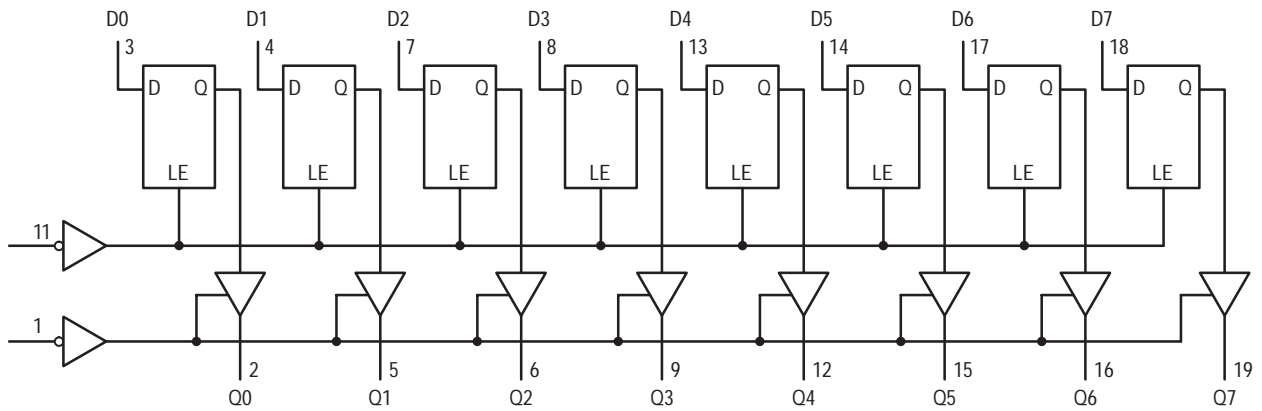 D0 D1 D2 D3 D4 D5 D6 D7
3 4 7 8 13 14 17 18
D Q D Q D Q D Q D Q D Q D Q D Q
LE LE LE LE LE LE LE LE
11
1
2 5 6 9 12 15 16 19
Q0 Q1 Q2 Q3 Q4 Q5 Q6 Q7